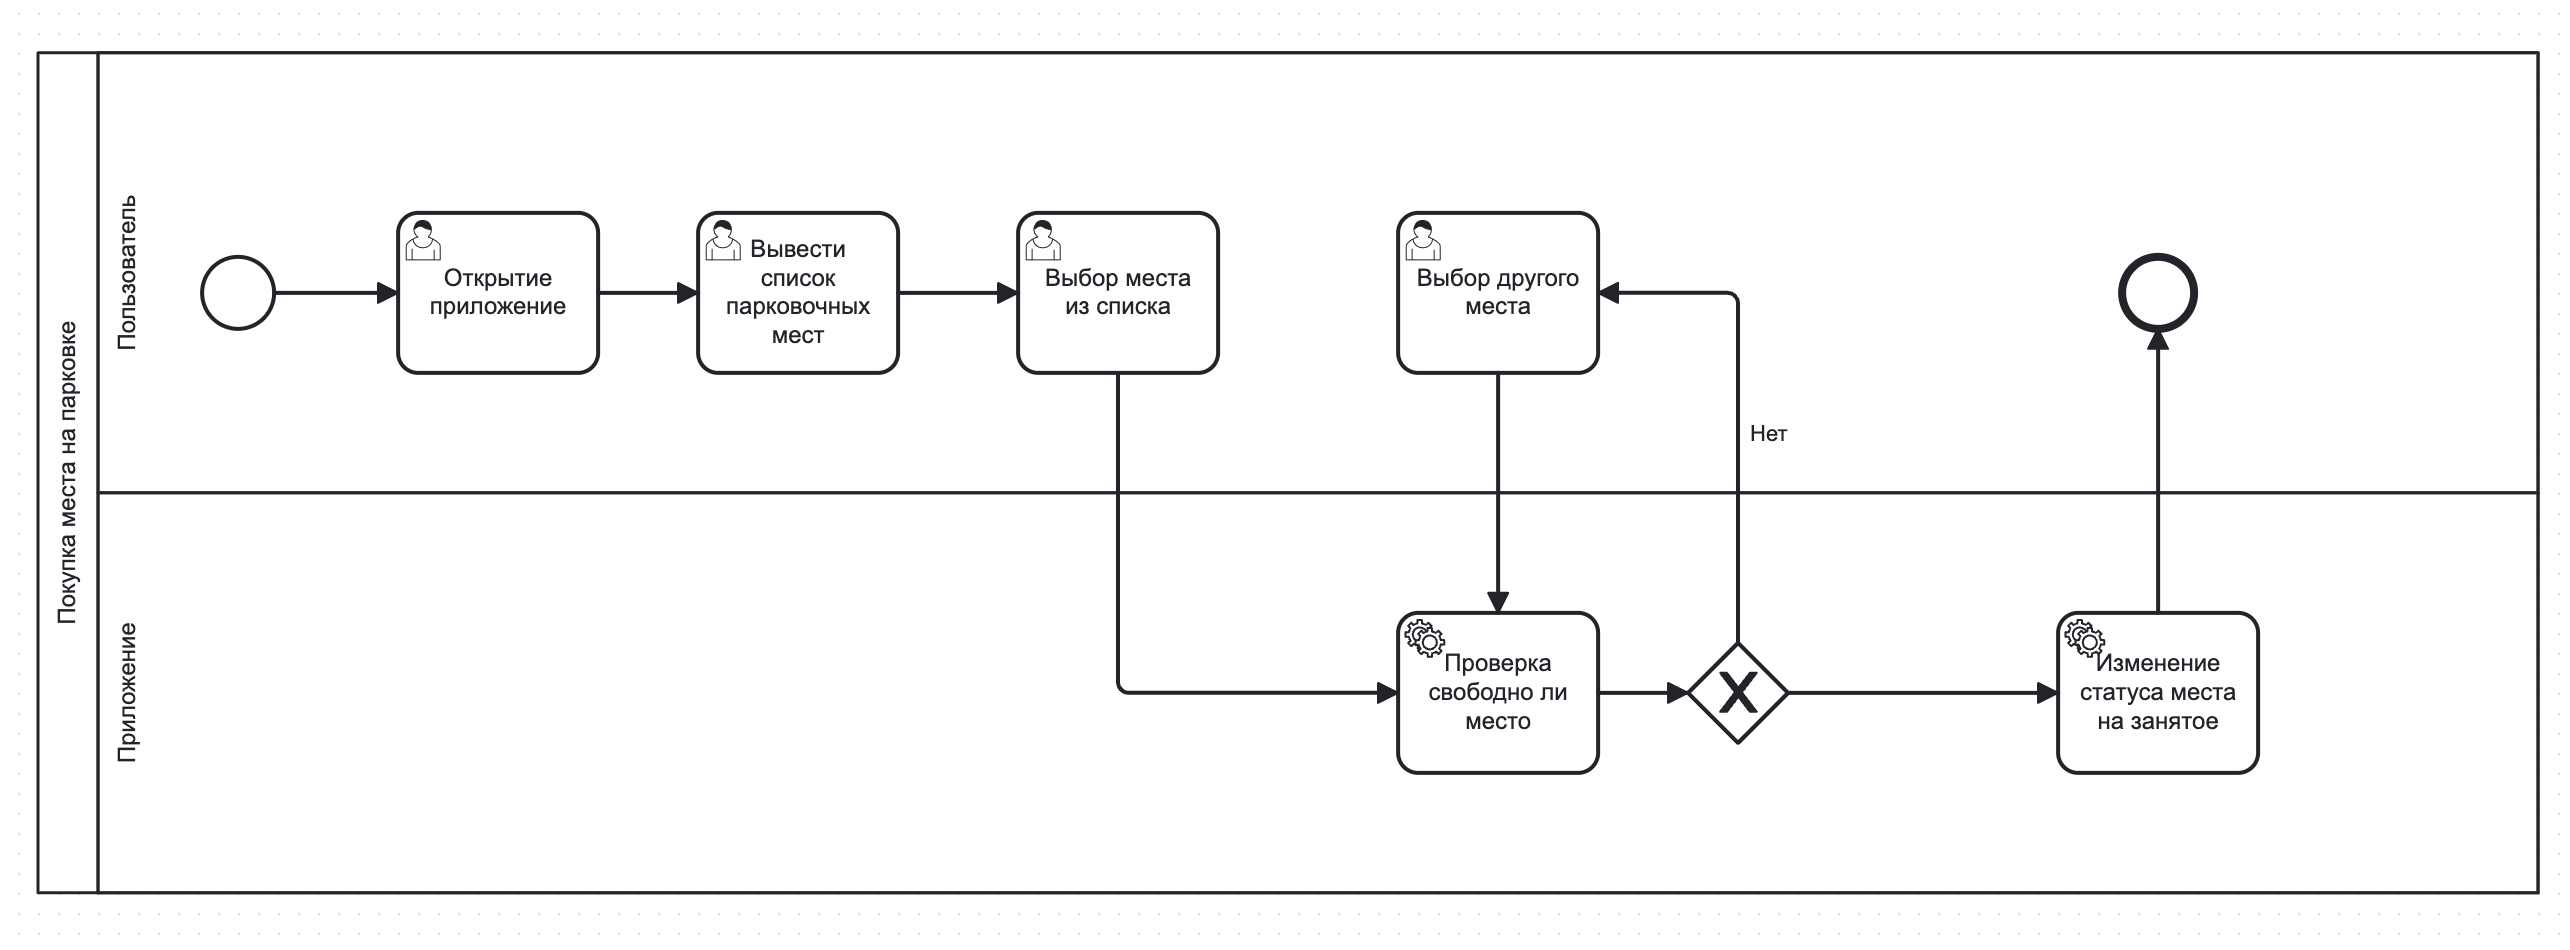 Покупка места на парковке
Пользователь
Открытие
приложение
Вывести
список
парковочных
мест
Выбор места
из списка
Выбор другого
места
Нет
Приложение
Проверка
свободно ли
место
Изменение
статуса места
на занятое